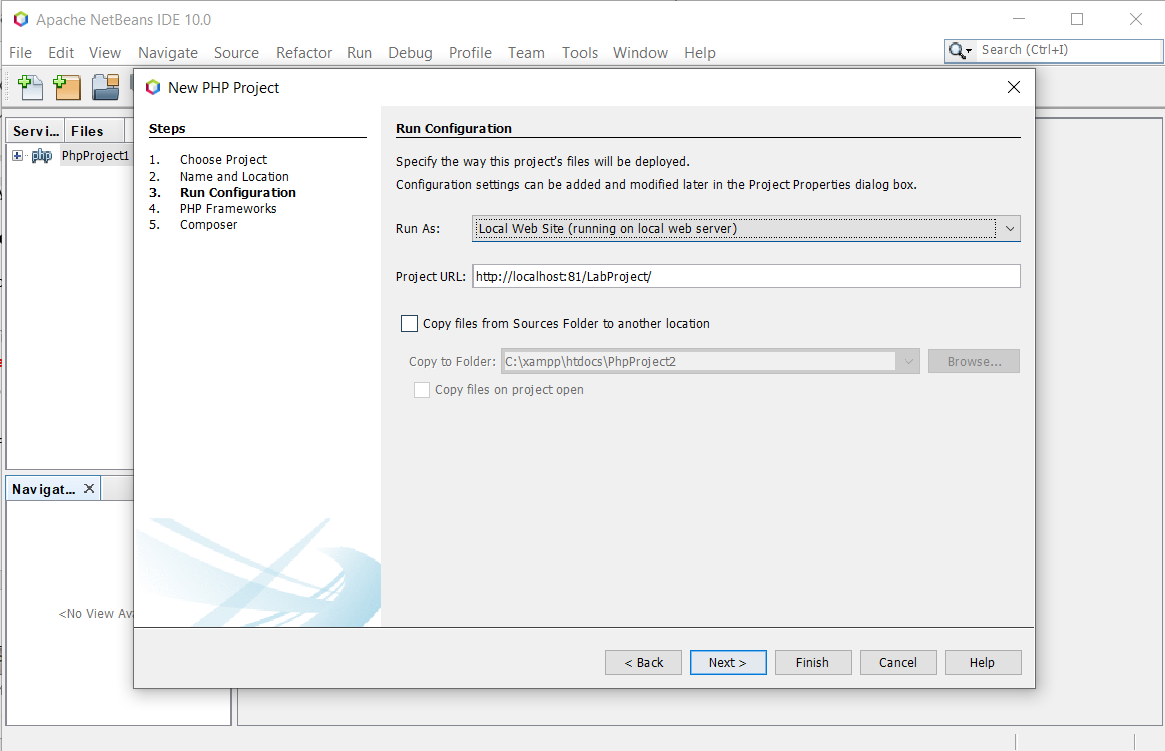 Apache NetBeans IDE 10.0
File Edit View Navigate Source Refactor Run Debug Profile Team Tools Window Help
Search (Ctrl+I)
New PHP Project
Servi... Files
php PhpProject1
Steps
1. Choose Project
2. Name and Location
3. Run Configuration
4. PHP Frameworks
5. Composer
Run Configuration
Specify the way this project's files will be deployed.
Configuration settings can be added and modified later in the Project Properties dialog box.
Run As: Local Web Site (running on local web server)
Project URL: http://localhost:81/LabProject/
Copy files from Sources Folder to another location
Copy to Folder: C:\xampp\htdocs\PhpProject2 Browse...
Copy files on project open
Navigat...
<No View Ava
< Back Next > Finish Cancel Help